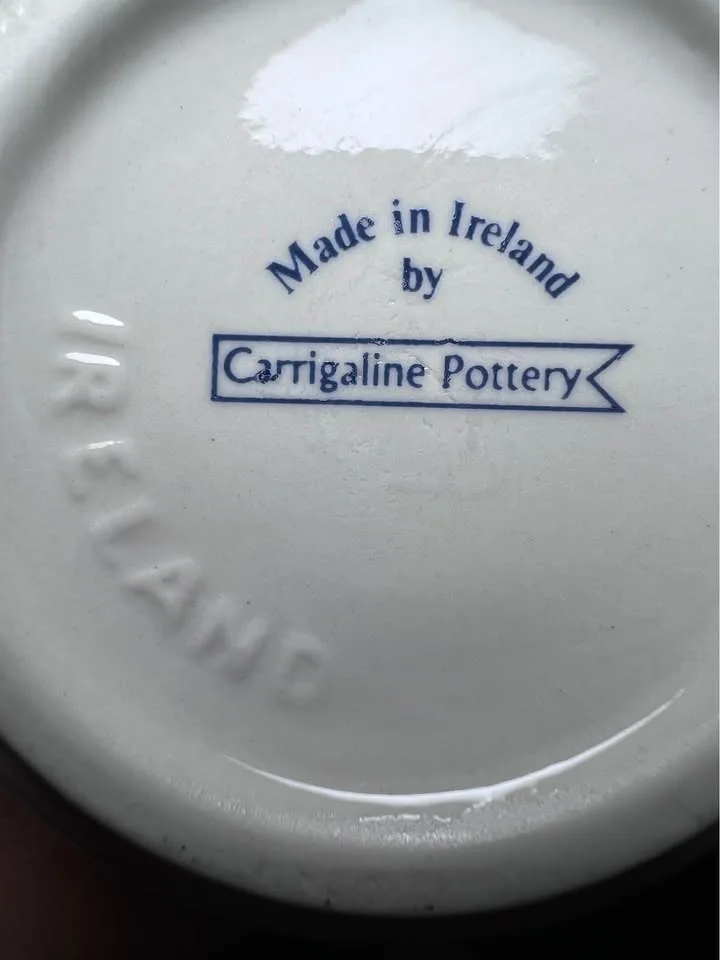 Made in Ireland
by
Carrigaline Pottery
IRELAND